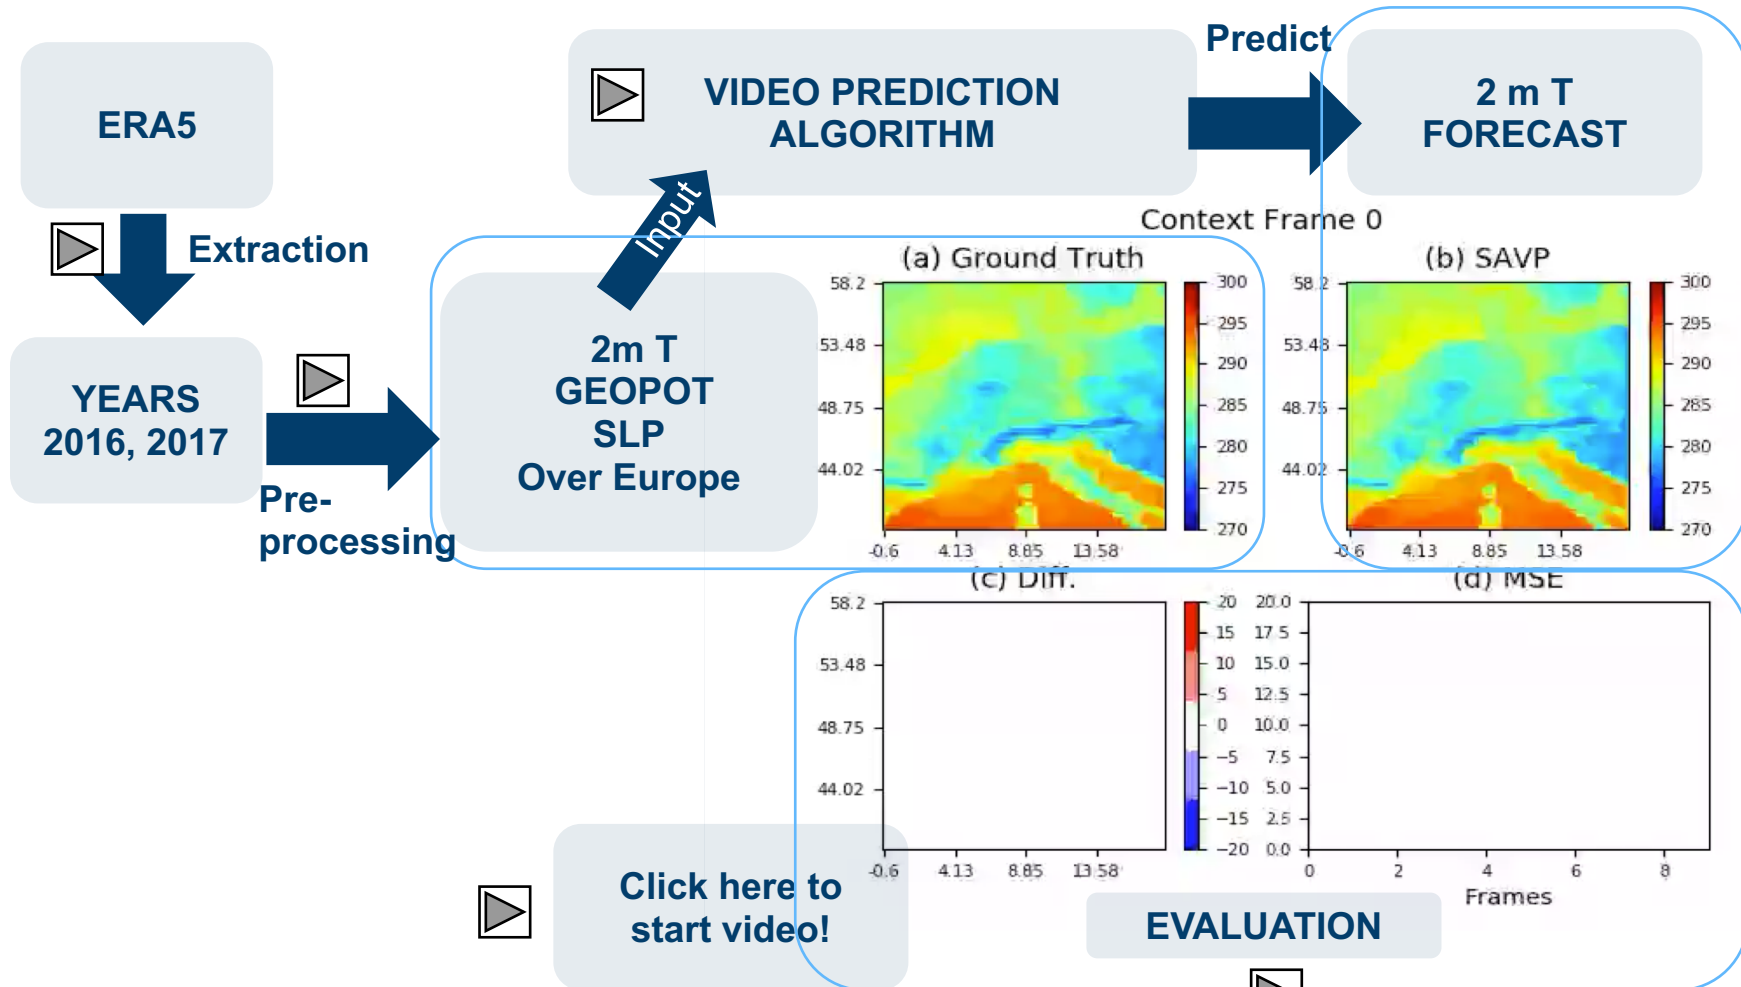 ERA5
Extraction
YEARS
2016, 2017
Pre-
processing
2m T
GEOPOT
SLP
Over Europe
Input
VIDEO PREDICTION
ALGORITHM
Predict
2 m T
FORECAST
Context Frame 0
(a) Ground Truth
58.2
53.48
48.75
44.02
-0.6 4.13 8.85 13.58
300
295
290
285
280
275
270
(b) SAVP
58.2
53.48
48.75
44.02
-0.6 4.13 8.85 13.58
300
295
290
285
280
275
270
(c) Diff.
58.2
53.48
48.75
44.02
-0.6 4.13 8.85 13.58
20
15
10
5
0
−5
−10
−15
−20
(d) MSE
20.0
17.5
15.0
12.5
10.0
7.5
5.0
2.5
0.0
0 2 4 6 8
Frames
Click here to
start video!
EVALUATION